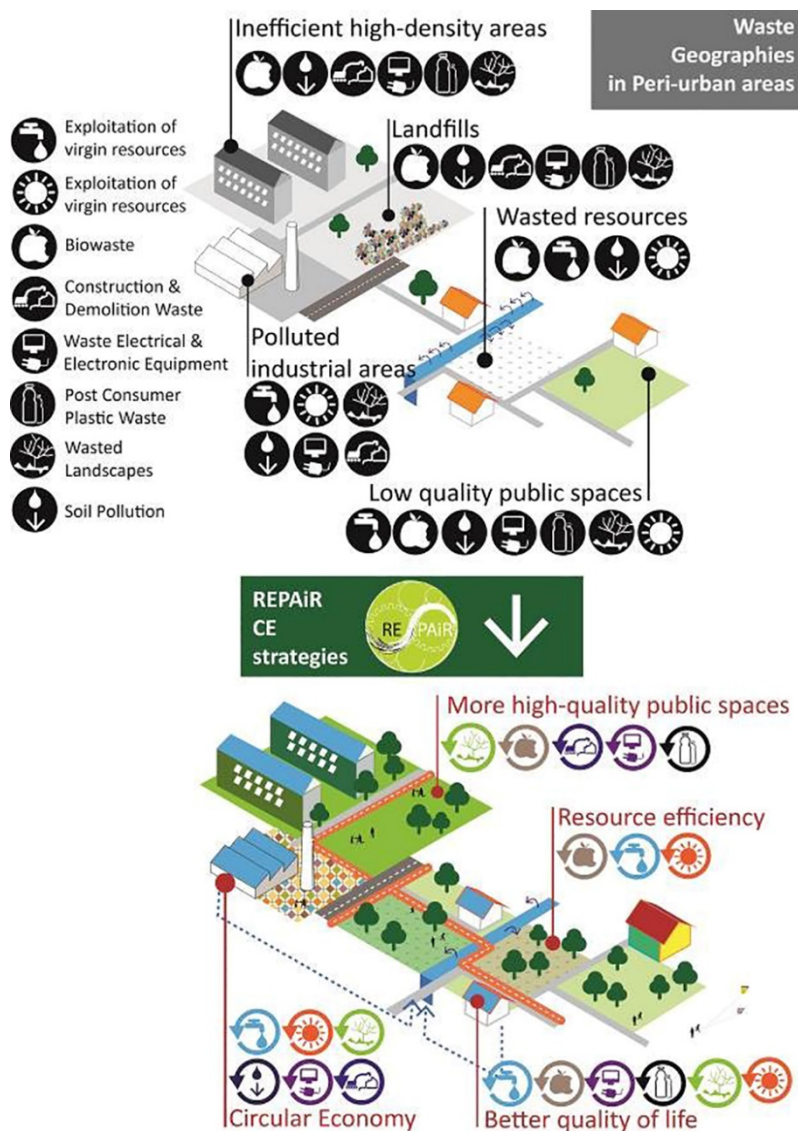 Inefficient high-density areas
Waste
Geographies
in Peri-urban areas
Exploitation of
virgin resources
Exploitation of
virgin resources
Biowaste
Construction &
Demolition Waste
Waste Electrical &
Electronic Equipment
Post Consumer
Plastic Waste
Wasted
Landscapes
Soil Pollution
Landfills
Wasted resources
Polluted
industrial areas
Low quality public spaces
REPAiR
CE
strategies
RE PAiR
More high-quality public spaces
Resource efficiency
Circular Economy
Better quality of life